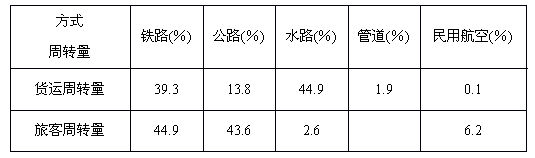 方式
周转量
铁路(%) 公路(%) 水路(%) 管道(%) 民用航空(%)
货运周转量 39.3 13.8 44.9 1.9 0.1
旅客周转量 44.9 43.6 2.6 6.2